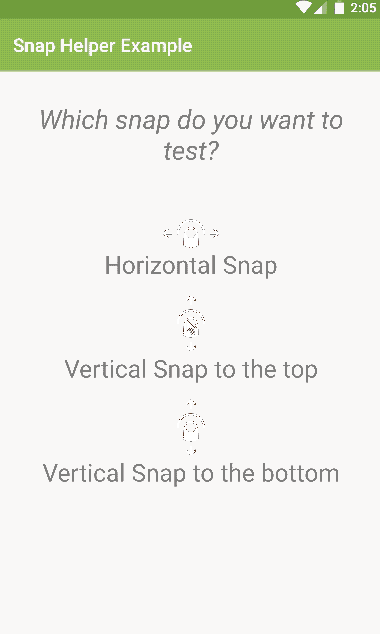 2:05
Snap Helper Example
Which snap do you want to
test?
Horizontal Snap
Vertical Snap to the top
Vertical Snap to the bottom